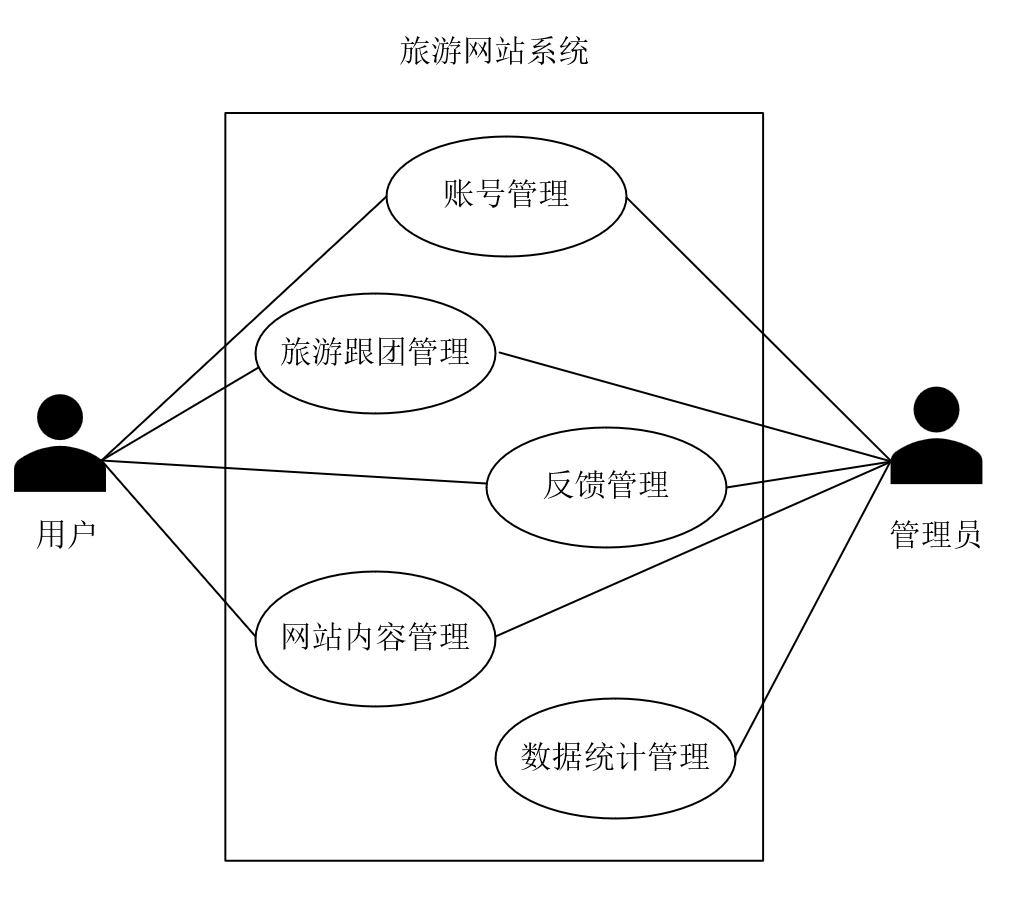 旅游网站系统
账号管理
旅游跟团管理
反馈管理
用户
管理员
网站内容管理
数据统计管理